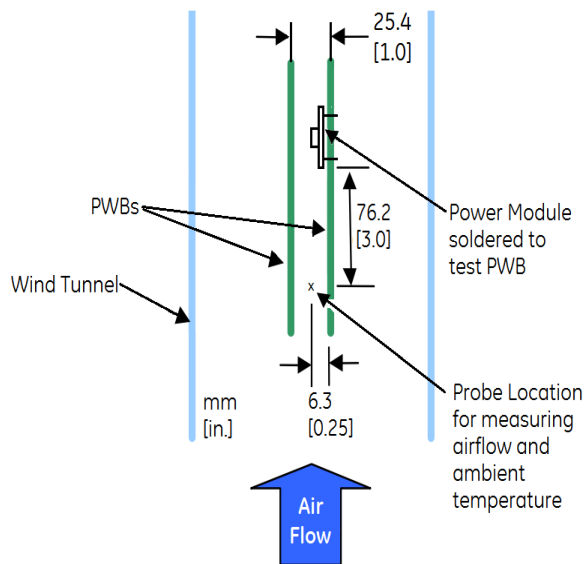 25.4
[1.0]
PWBs
76.2
[3.0]
Power Module
soldered to
test PWB
Wind Tunnel
x
mm
[in.]
6.3
[0.25]
Probe Location
for measuring
airflow and
ambient
temperature
Air
Flow